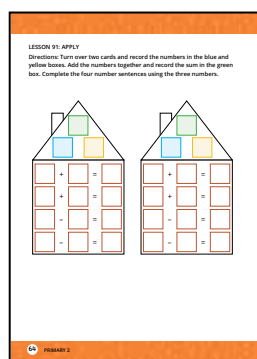 LESSON 91: APPLY
Directions: Turn over two cards and record the numbers in the blue and
yellow boxes. Add the numbers together and record the sum in the green
box. Complete the four number sentences using the three numbers.
+ = + =
+ = + =
– = – =
– = – =
64 PRIMARY 2